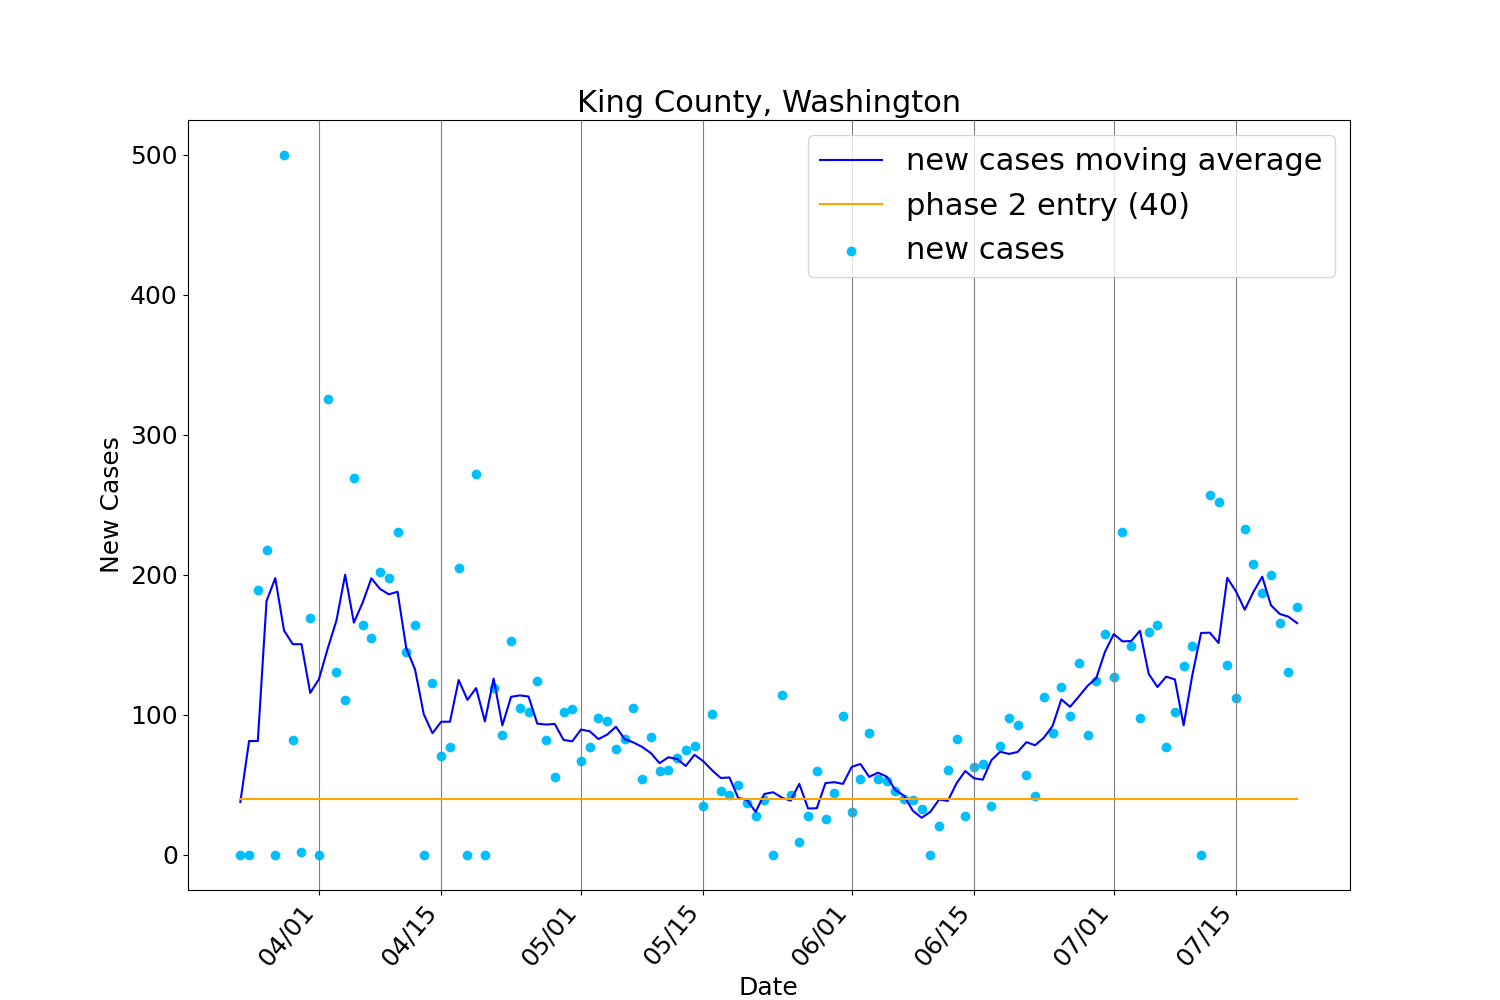 King County, Washington
new cases moving average
phase 2 entry (40)
new cases
500
400
300
200
100
0
New Cases
04/01
04/15
05/01
05/15
06/01
06/15
07/01
07/15
Date